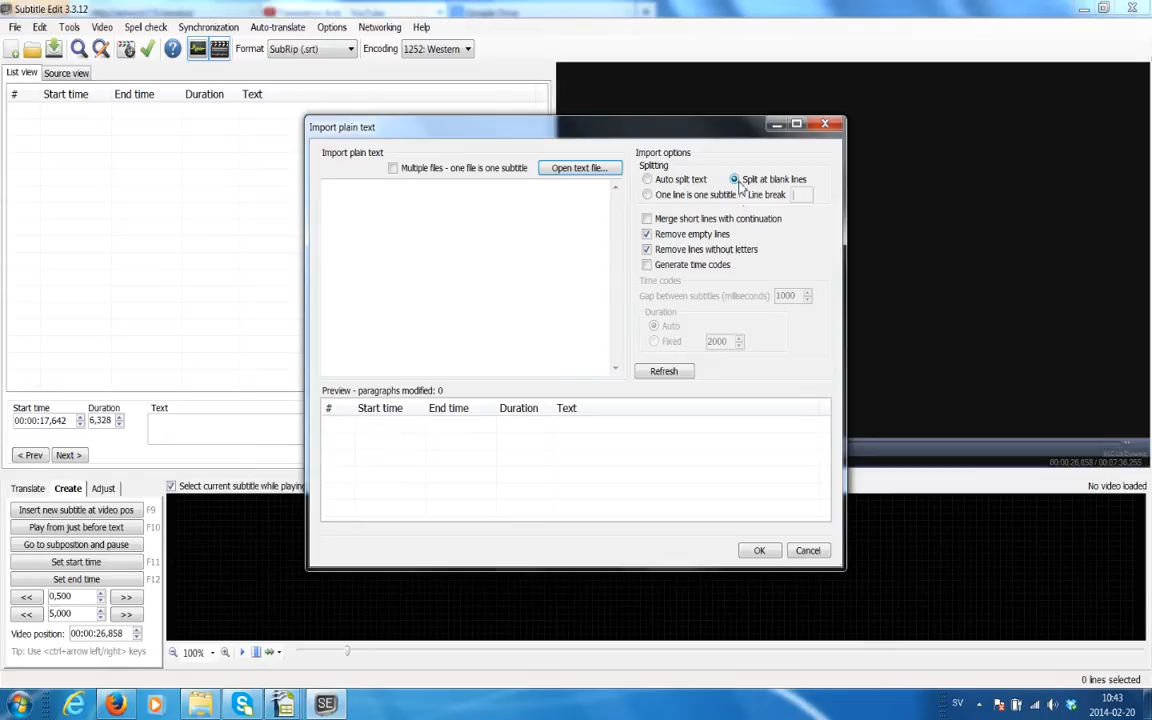 Subtitle Edit 3.3.12
File Edit Tools Video Spell check Synchronization Auto-translate Options Networking Help
Format SubRip (.srt) Encoding 1252: Western
List view Source view
# Start time End time Duration Text
Import plain text
Import plain text
Multiple files - one file is one subtitle
Open text file...
Import options
Splitting
Auto split text
Split at blank lines
One line is one subtitle
Line break
Merge short lines with continuation
Remove empty lines
Remove lines without letters
Generate time codes
Time codes
Gap between subtitles (milliseconds) 1000
Duration
Auto
Fixed 2000
Refresh
Preview - paragraphs modified: 0
# Start time End time Duration Text
OK Cancel
Start time Duration Text
00:00:17,642 6,328
< Prev Next >
00:00:26,858 / 00:07:36,255
Translate Create Adjust
Select current subtitle while playing
No video loaded
Insert new subtitle at video pos F9
Play from just before text F10
Go to subposition and pause
Set start time F11
Set end time F12
<< 0,500 >>
<< 5,000 >>
Video position: 00:00:26,858
Tip: Use <ctrl+arrow left/right> keys
100%
0 lines selected
SE
SV
10:43
2014-02-20